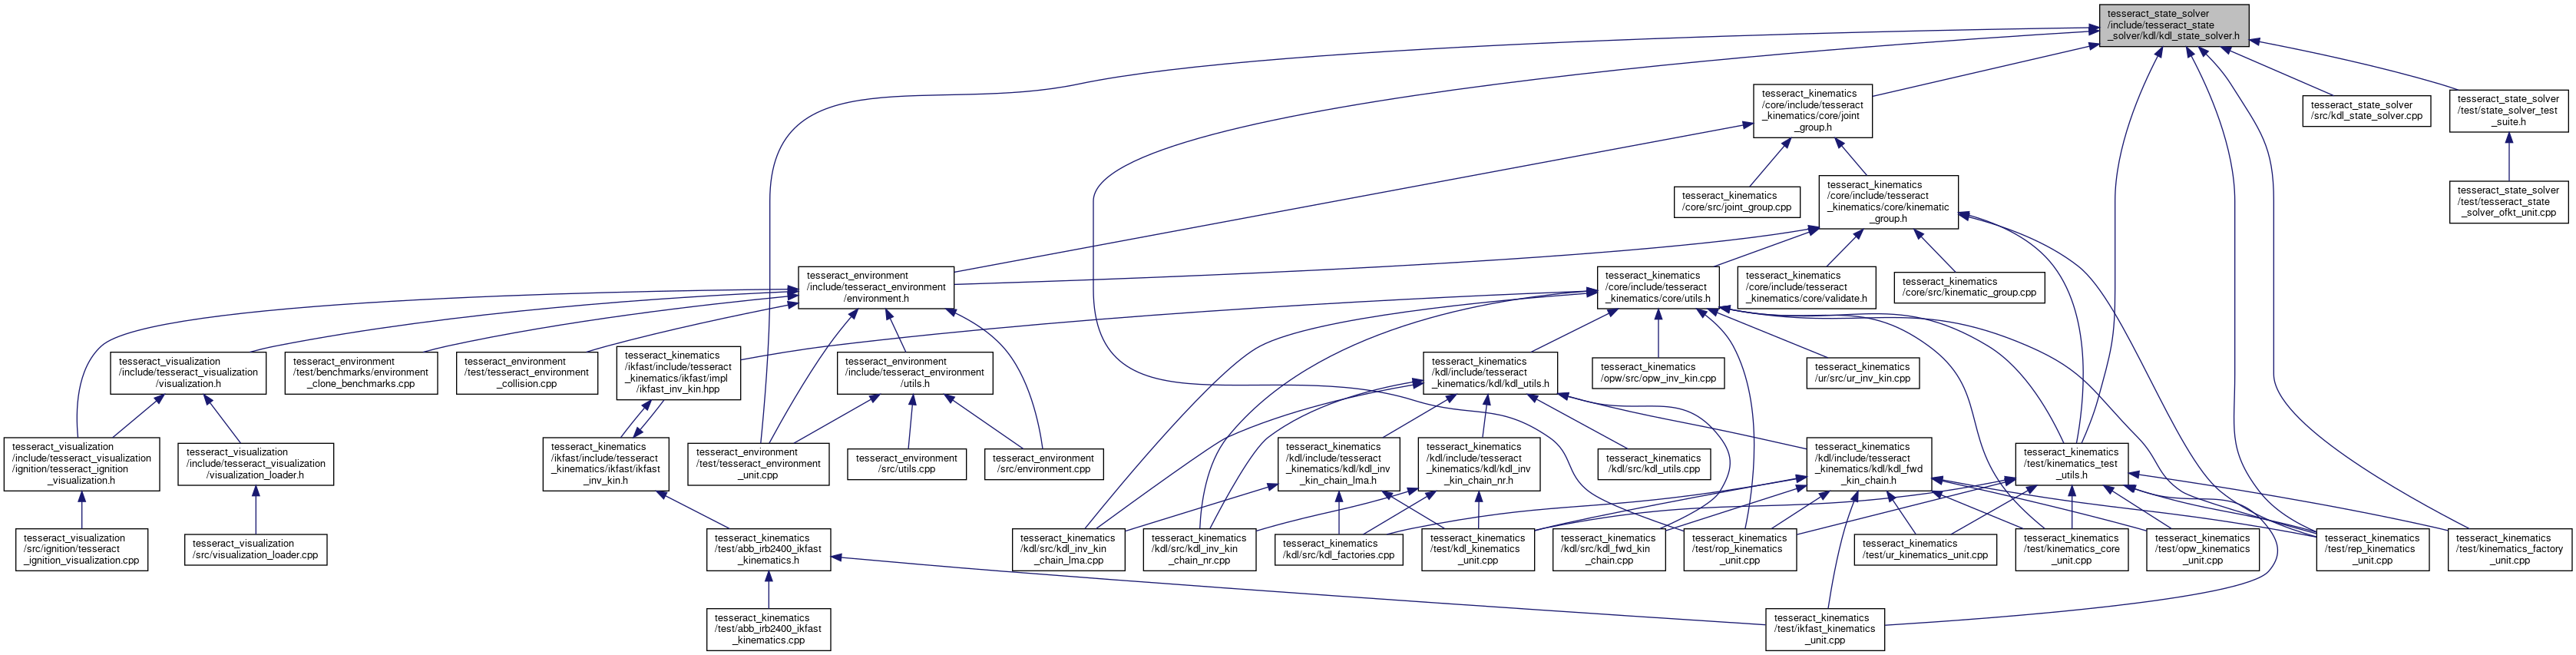 tesseract_state_solver
/include/tesseract_state
_solver/kdl/kdl_state_solver.h
tesseract_kinematics
/core/include/tesseract
_kinematics/core/joint
_group.h
tesseract_state_solver
/src/kdl_state_solver.cpp
tesseract_state_solver
/test/state_solver_test
_suite.h
tesseract_kinematics
/core/src/joint_group.cpp
tesseract_kinematics
/core/include/tesseract
_kinematics/core/kinematic
_group.h
tesseract_state_solver
/test/tesseract_state
_solver_ofkt_unit.cpp
tesseract_environment
/include/tesseract_environment
/environment.h
tesseract_kinematics
/core/include/tesseract
_kinematics/core/utils.h
tesseract_kinematics
/core/include/tesseract
_kinematics/core/validate.h
tesseract_kinematics
/core/src/kinematic_group.cpp
tesseract_visualization
/include/tesseract_visualization
/visualization.h
tesseract_environment
/test/benchmarks/environment
_clone_benchmarks.cpp
tesseract_environment
/test/tesseract_environment
_collision.cpp
tesseract_kinematics
/ikfast/include/tesseract
_kinematics/ikfast/impl
/ikfast_inv_kin.hpp
tesseract_environment
/include/tesseract_environment
/utils.h
tesseract_kinematics
/kdl/include/tesseract
_kinematics/kdl/kdl_utils.h
tesseract_kinematics
/opw/src/opw_inv_kin.cpp
tesseract_kinematics
/ur/src/ur_inv_kin.cpp
tesseract_visualization
/include/tesseract_visualization
/ignition/tesseract_ignition
_visualization.h
tesseract_visualization
/include/tesseract_visualization
/visualization_loader.h
tesseract_kinematics
/ikfast/include/tesseract
_kinematics/ikfast/ikfast
_inv_kin.h
tesseract_environment
/test/tesseract_environment
_unit.cpp
tesseract_environment
/src/utils.cpp
tesseract_environment
/src/environment.cpp
tesseract_kinematics
/kdl/include/tesseract
_kinematics/kdl/kdl_inv
_kin_chain_lma.h
tesseract_kinematics
/kdl/include/tesseract
_kinematics/kdl/kdl_inv
_kin_chain_nr.h
tesseract_kinematics
/kdl/src/kdl_utils.cpp
tesseract_kinematics
/kdl/include/tesseract
_kinematics/kdl/kdl_fwd
_kin_chain.h
tesseract_kinematics
/test/kinematics_test
_utils.h
tesseract_visualization
/src/ignition/tesseract
_ignition_visualization.cpp
tesseract_visualization
/src/visualization_loader.cpp
tesseract_kinematics
/test/abb_irb2400_ikfast
_kinematics.h
tesseract_kinematics
/kdl/src/kdl_inv_kin
_chain_lma.cpp
tesseract_kinematics
/kdl/src/kdl_inv_kin
_chain_nr.cpp
tesseract_kinematics
/kdl/src/kdl_factories.cpp
tesseract_kinematics
/test/kdl_kinematics
_unit.cpp
tesseract_kinematics
/kdl/src/kdl_fwd_kin
_chain.cpp
tesseract_kinematics
/test/rop_kinematics
_unit.cpp
tesseract_kinematics
/test/ur_kinematics_unit.cpp
tesseract_kinematics
/test/kinematics_core
_unit.cpp
tesseract_kinematics
/test/opw_kinematics
_unit.cpp
tesseract_kinematics
/test/rep_kinematics
_unit.cpp
tesseract_kinematics
/test/kinematics_factory
_unit.cpp
tesseract_kinematics
/test/abb_irb2400_ikfast
_kinematics.cpp
tesseract_kinematics
/test/ikfast_kinematics
_unit.cpp